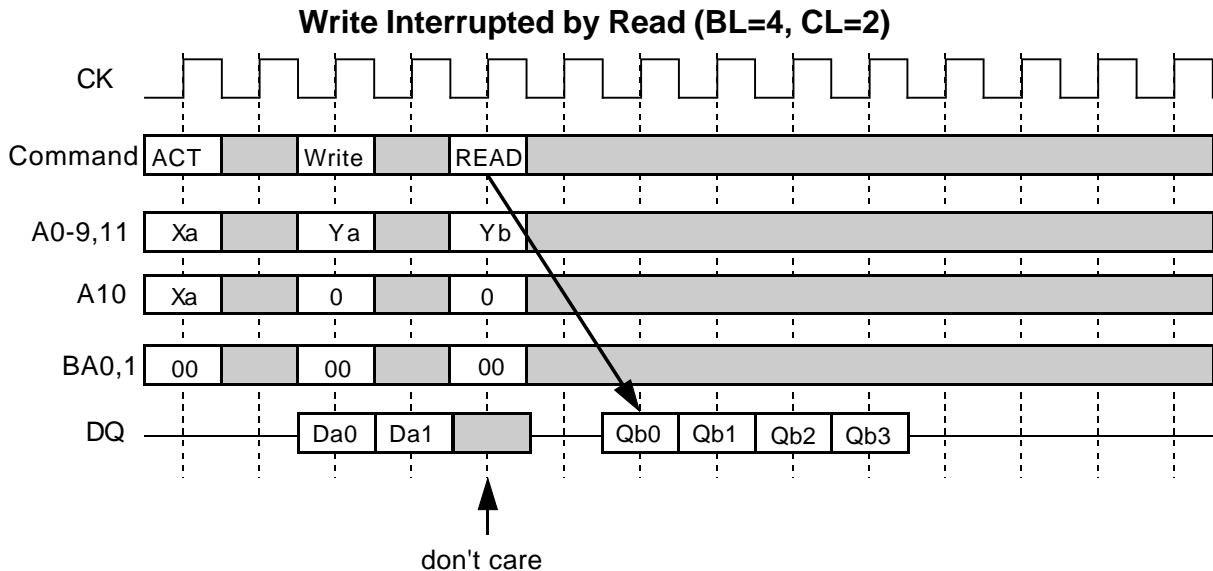 Write Interrupted by Read (BL=4, CL=2)
CK
Command ACT Write READ
A0-9,11 Xa Ya Yb
A10 Xa 0 0
BA0,1 00 00 00
DQ Da0 Da1 Qb0 Qb1 Qb2 Qb3
don't care